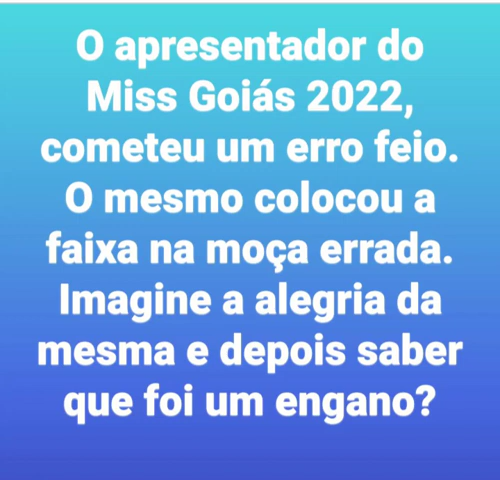 O apresentador do
Miss Goiás 2022,
cometeu um erro feio.
O mesmo colocou a
faixa na moça errada.
Imagine a alegria da
mesma e depois saber
que foi um engano?